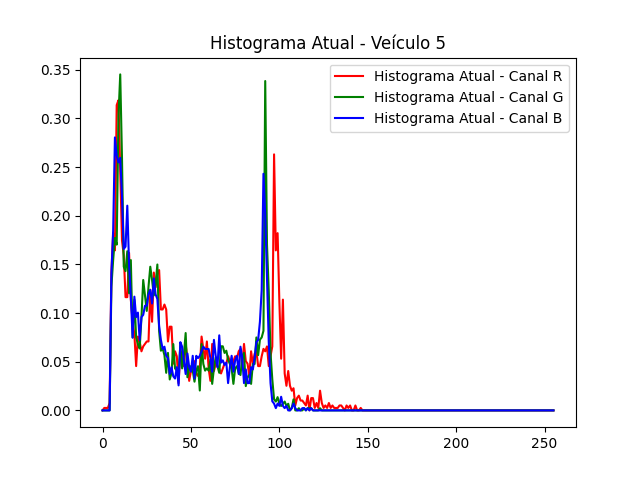 Histograma Atual - Veículo 5
Histograma Atual - Canal R
Histograma Atual - Canal G
Histograma Atual - Canal B
0.35
0.30
0.25
0.20
0.15
0.10
0.05
0.00
0 50 100 150 200 250